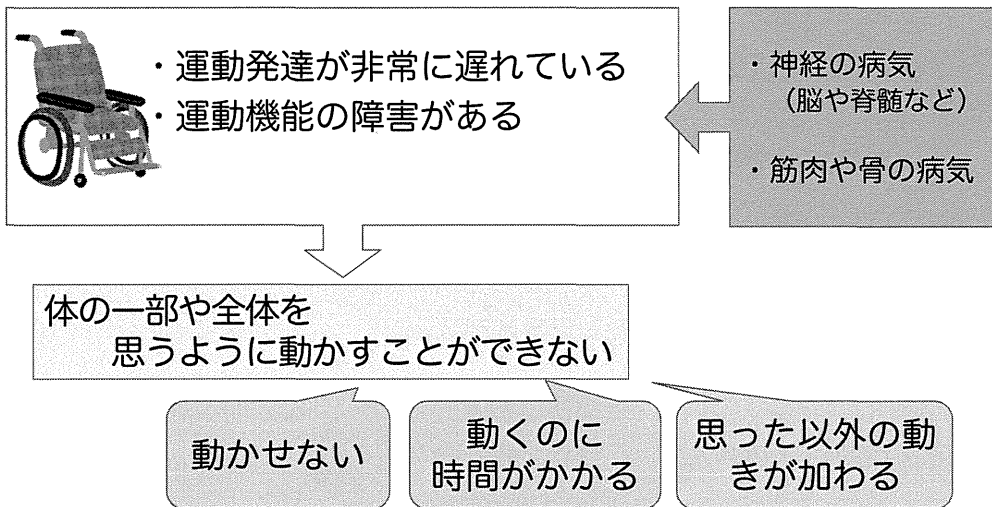 ・運動発達が非常に遅れている
・運動機能の障害がある
・神経の病気
（脳や脊髄など）
・筋肉や骨の病気
体の一部や全体を
思うように動かすことができない
動かせない
動くのに
時間がかかる
思った以外の動
きが加わる